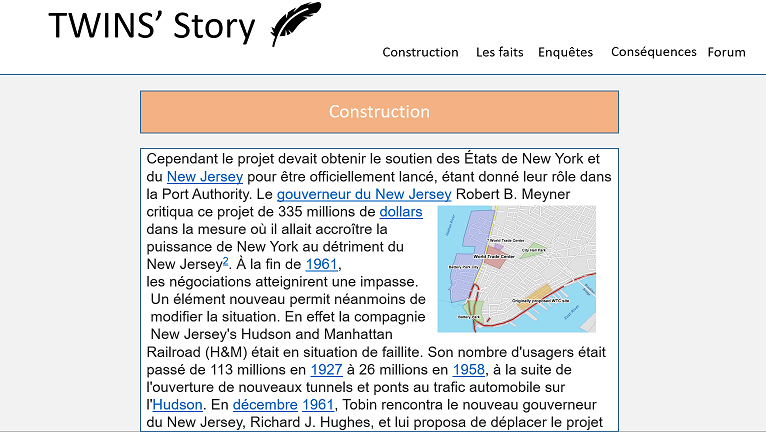 TWINS’ Story
Construction Les faits Enquêtes Conséquences Forum
Construction
Cependant le projet devait obtenir le soutien des États de New York et
du New Jersey pour être officiellement lancé, étant donné leur rôle dans
la Port Authority. Le gouverneur du New Jersey Robert B. Meyner
critiqua ce projet de 335 millions de dollars
dans la mesure où il allait accroître la
puissance de New York au détriment du
New Jersey2. À la fin de 1961,
les négociations atteignirent une impasse.
Un élément nouveau permit néanmoins de
modifier la situation. En effet la compagnie
New Jersey's Hudson and Manhattan
Railroad (H&M) était en situation de faillite. Son nombre d'usagers était
passé de 113 millions en 1927 à 26 millions en 1958, à la suite de
l'ouverture de nouveaux tunnels et ponts au trafic automobile sur
l'Hudson. En décembre 1961, Tobin rencontra le nouveau gouverneur
du New Jersey, Richard J. Hughes, et lui proposa de déplacer le projet
7 World Trade Center
City Hall Park
World Trade Center
Battery Park City
Originally proposed WTC site
Battery Park
East River